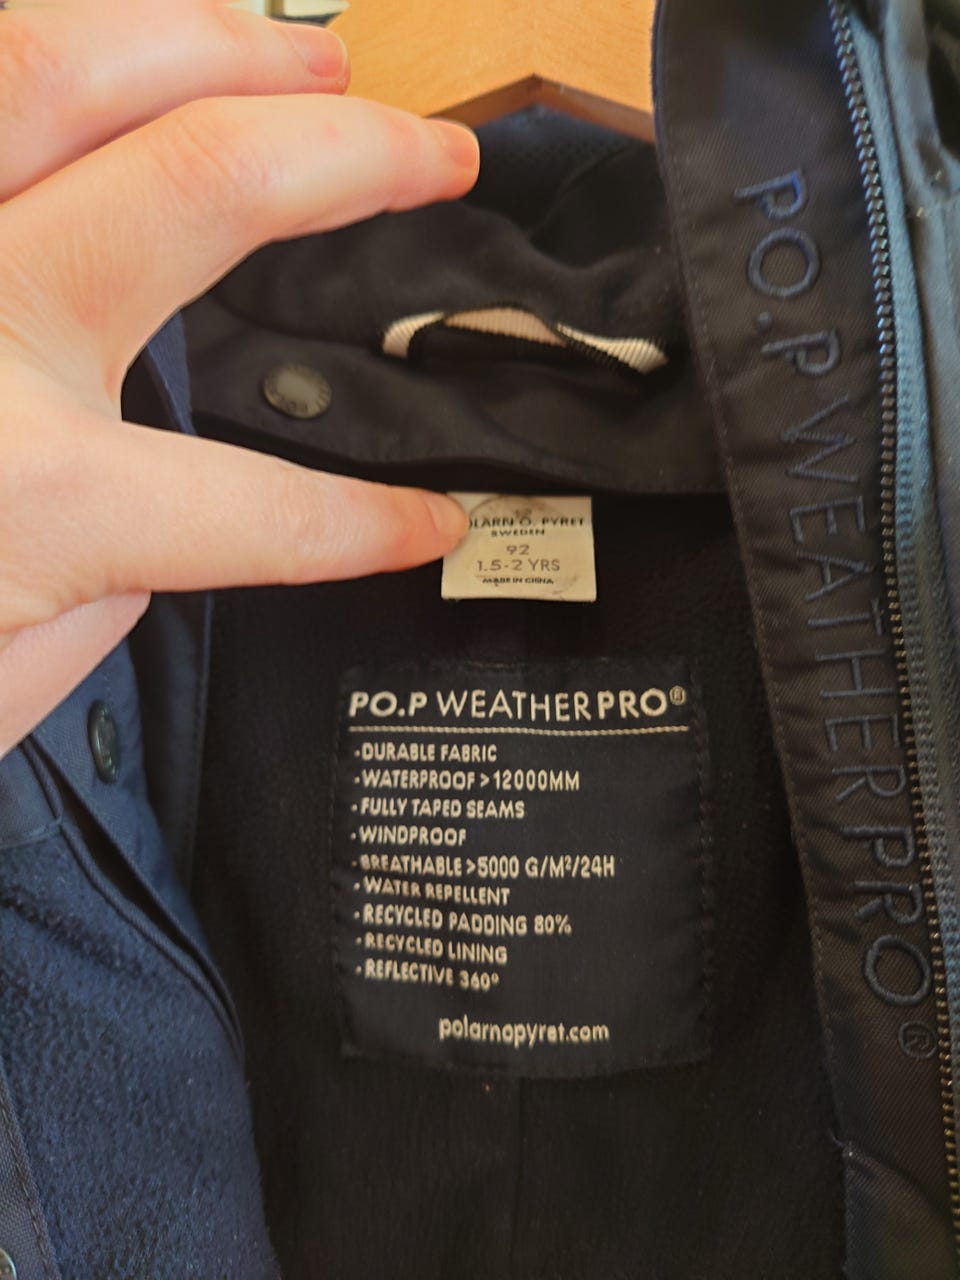 OLARN O. PYRET
SWEDEN
92
1.5-2 YRS
MADE IN CHINA
PO.P WEATHERPRO®
-DURABLE FABRIC
-WATERPROOF >12000MM
-FULLY TAPED SEAMS
-WINDPROOF
-BREATHABLE >5000 G/M²/24H
-WATER REPELLENT
-RECYCLED PADDING 80%
-RECYCLED LINING
-REFLECTIVE 360°
polarnopyret.com
PO.P WEATHERPRO®